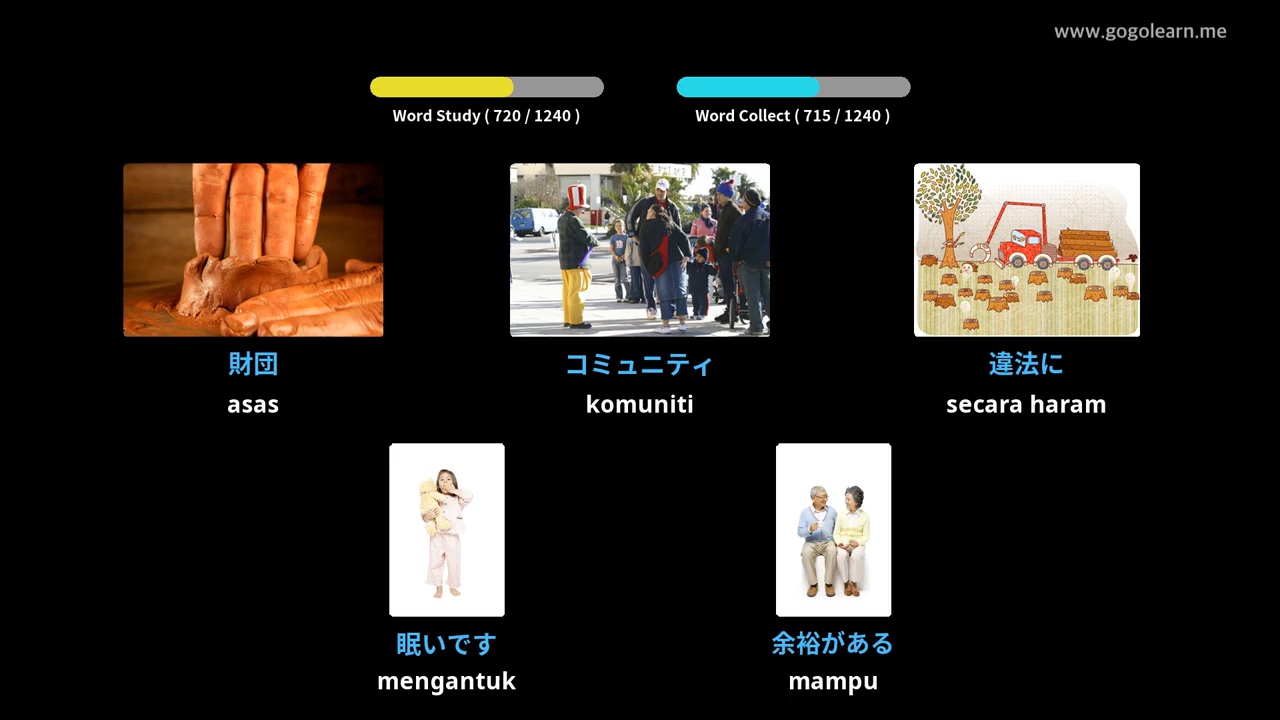 www.gogolearn.me
Word Study ( 720 / 1240 )
Word Collect ( 715 / 1240 )
財団
asas
コミュニティ
komuniti
違法に
secara haram
眠いです
mengantuk
余裕がある
mampu